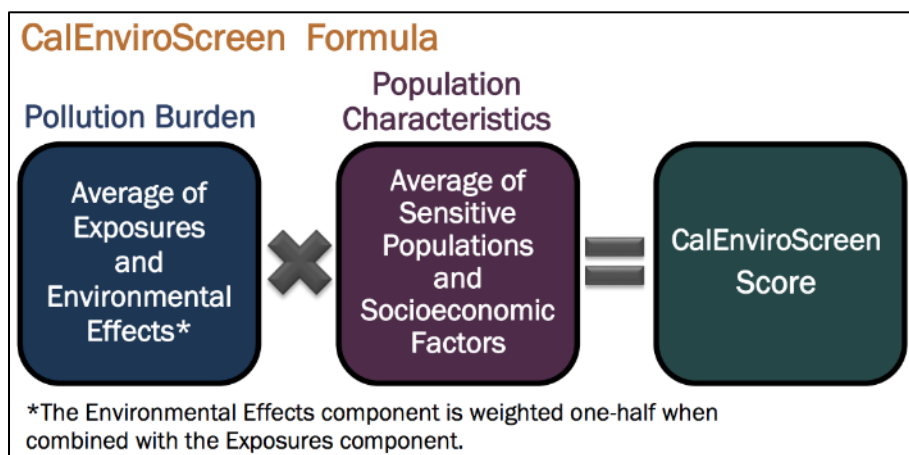 CalEnviroScreen Formula
Pollution Burden
Average of
Exposures
and
Environmental
Effects*
Population
Characteristics
Average of
Sensitive
Populations
and
Socioeconomic
Factors
CalEnviroScreen
Score
*The Environmental Effects component is weighted one-half when
combined with the Exposures component.